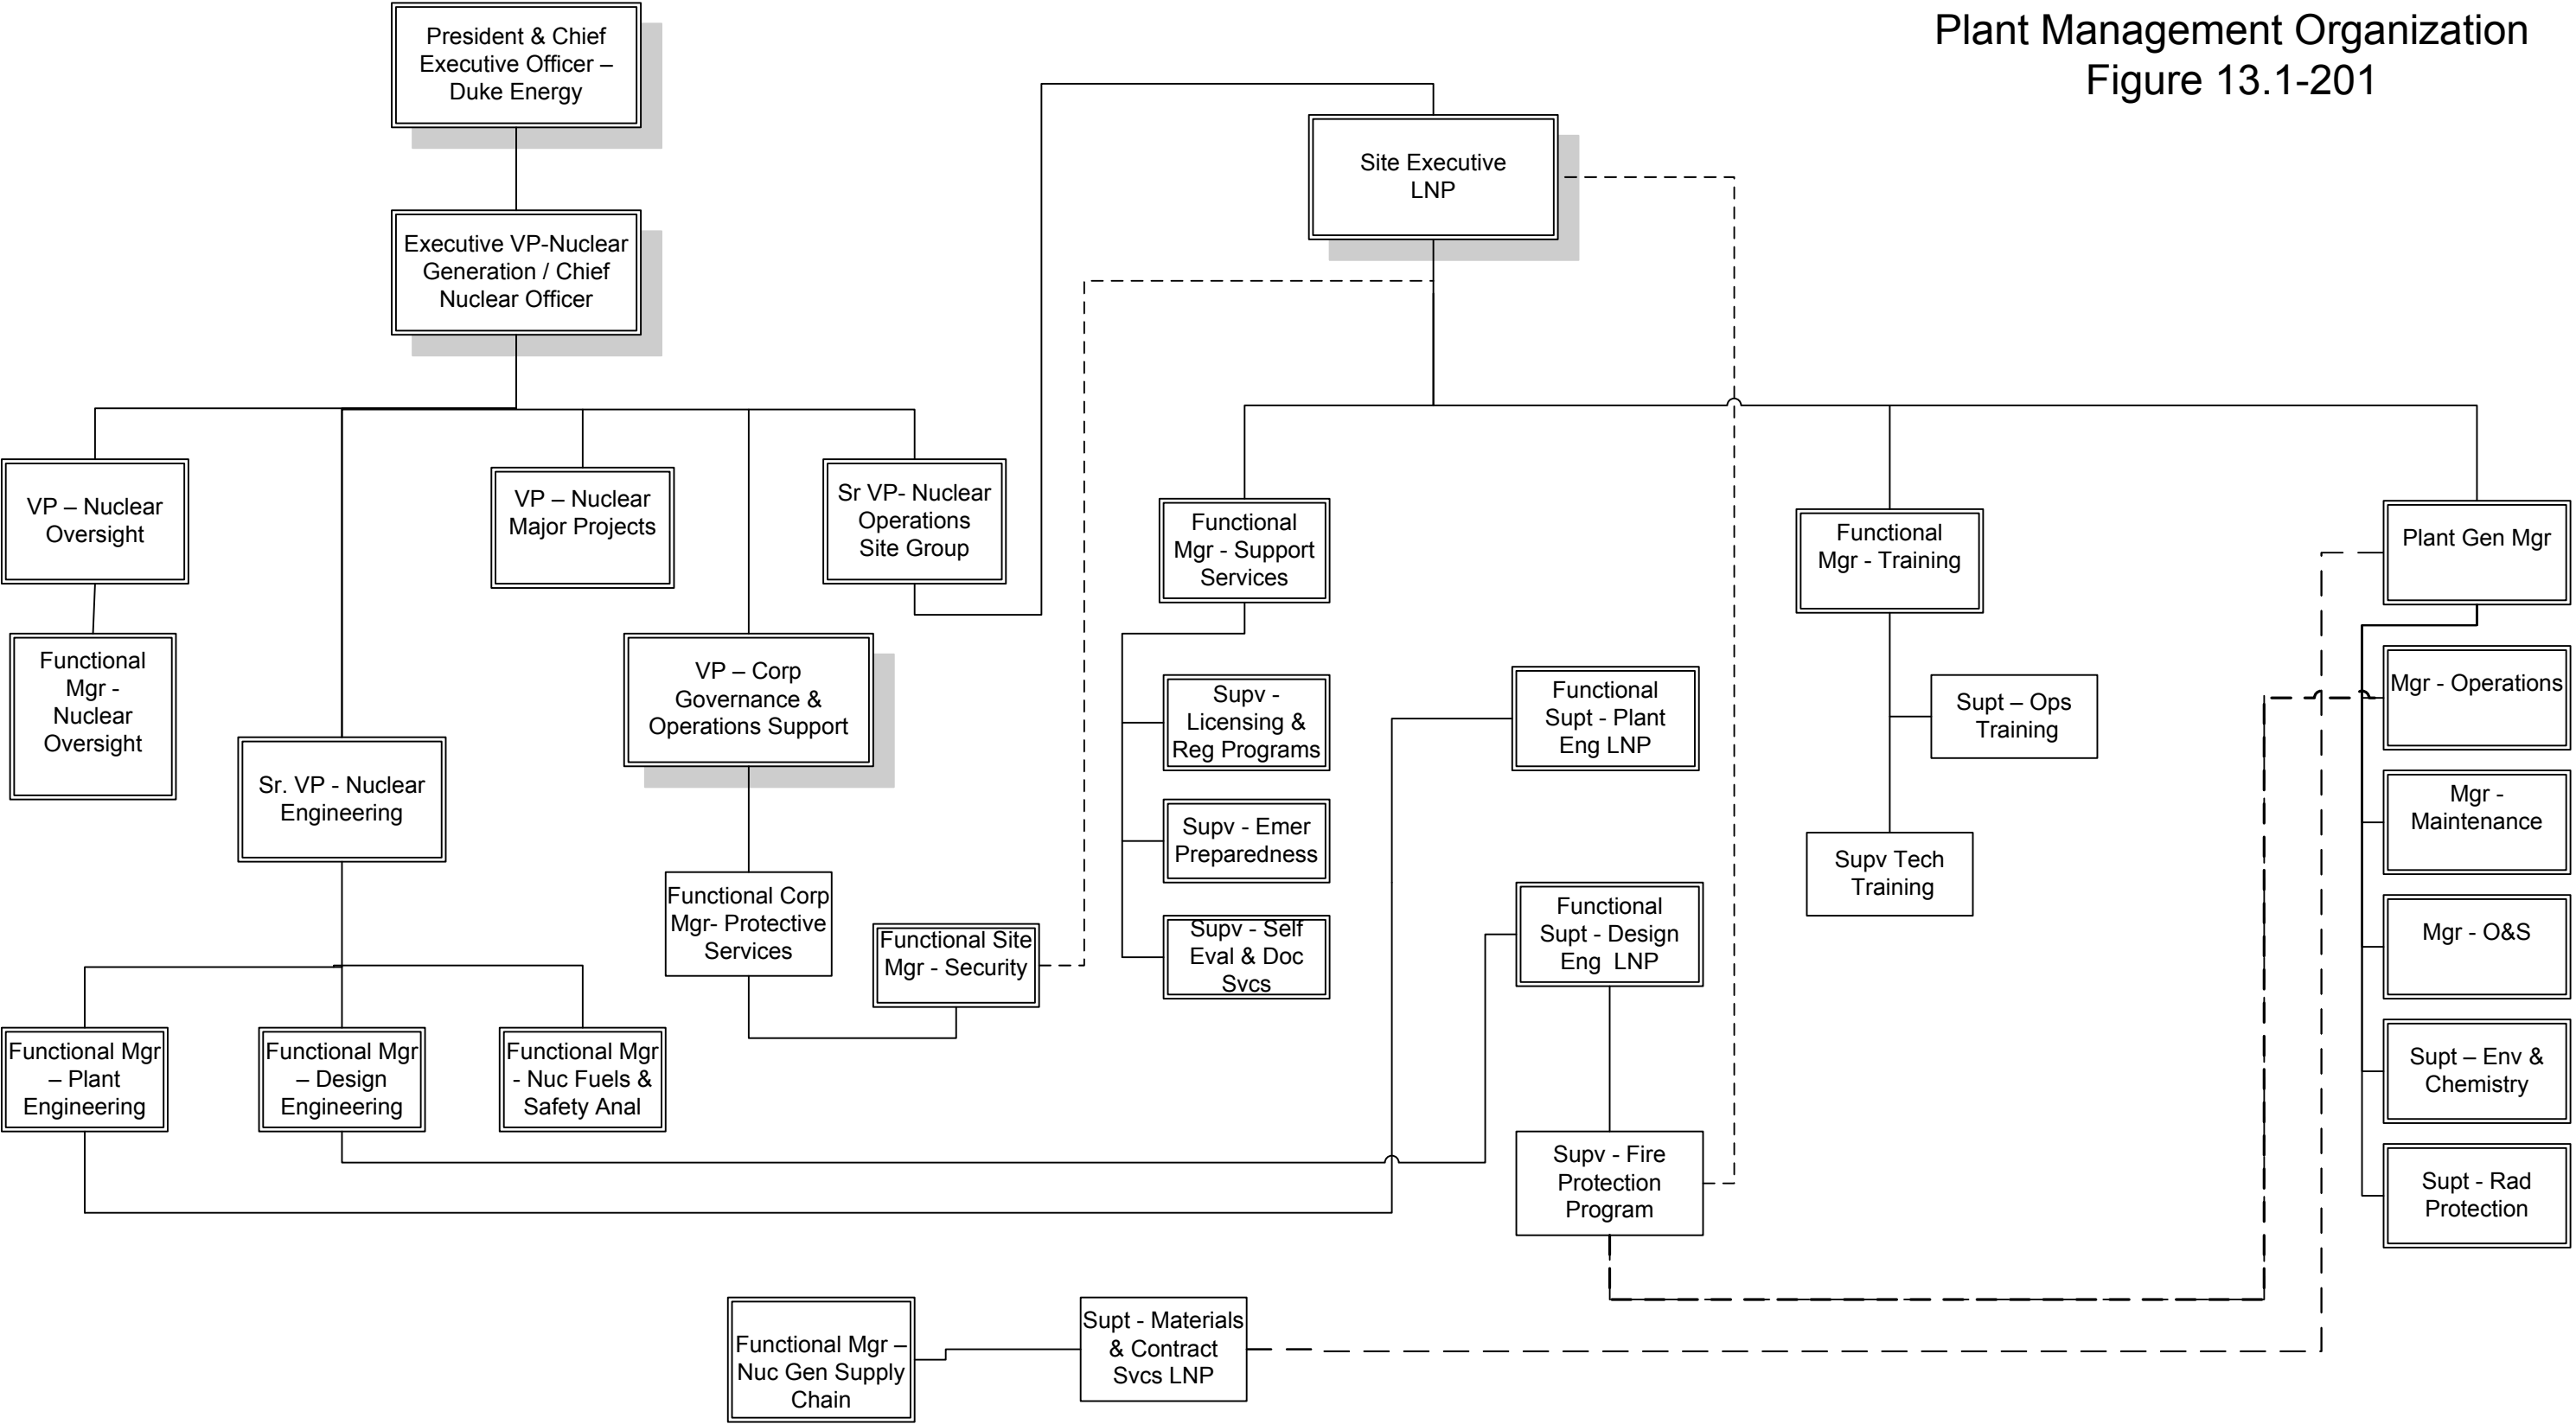 Plant Management Organization
Figure 13.1-201
President & Chief
Executive Officer –
Duke Energy
Site Executive
LNP
Executive VP-Nuclear
Generation / Chief
Nuclear Officer
VP – Nuclear
Oversight
VP – Nuclear
Major Projects
Sr VP- Nuclear
Operations
Site Group
Functional
Mgr - Support
Services
Functional
Mgr - Training
Plant Gen Mgr
Functional
Mgr -
Nuclear
Oversight
VP – Corp
Governance &
Operations Support
Supv -
Licensing &
Reg Programs
Functional
Supt - Plant
Eng LNP
Supt – Ops
Training
Mgr - Operations
Sr. VP - Nuclear
Engineering
Supv - Emer
Preparedness
Supv Tech
Training
Mgr -
Maintenance
Functional Corp
Mgr- Protective
Services
Functional Site
Mgr - Security
Supv - Self
Eval & Doc
Svcs
Functional
Supt - Design
Eng  LNP
Mgr - O&S
Functional Mgr
– Plant
Engineering
Functional Mgr
– Design
Engineering
Functional Mgr
- Nuc Fuels &
Safety Anal
Supt – Env &
Chemistry
Supv - Fire
Protection
Program
Supt - Rad
Protection
Functional Mgr –
Nuc Gen Supply
Chain
Supt - Materials
& Contract
Svcs LNP